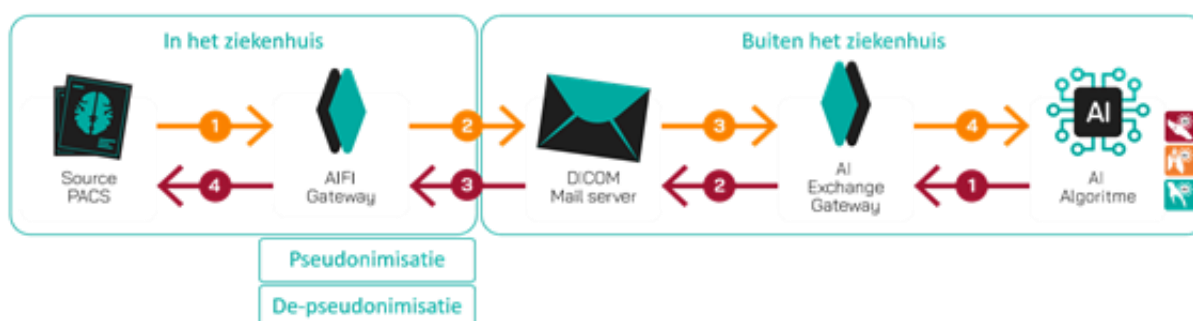 In het ziekenhuis
Buiten het ziekenhuis
1
2
3
4
AI
4
3
2
1
Source
PACS
AIFI
Gateway
DICOM
Mail server
AI
Exchange
Gateway
AI
Algoritme
Pseudonimisatie
De-pseudonimisatie